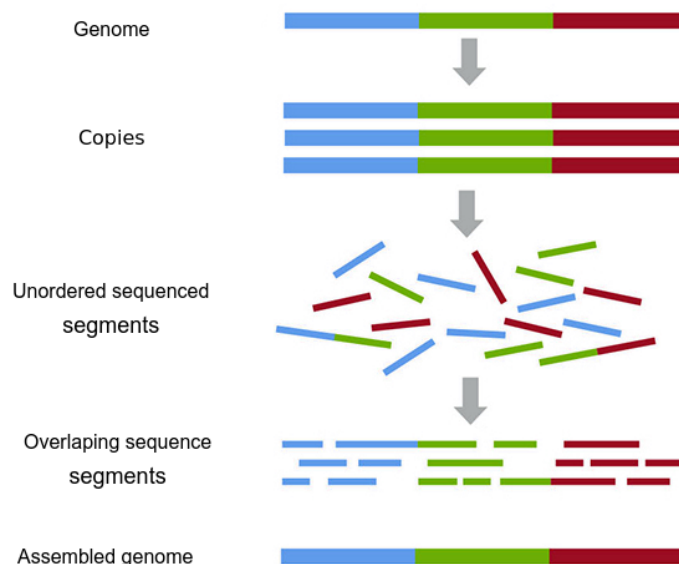 Genome
Copies
Unordered sequenced
segments
Overlaping sequence
segments
Assembled genome